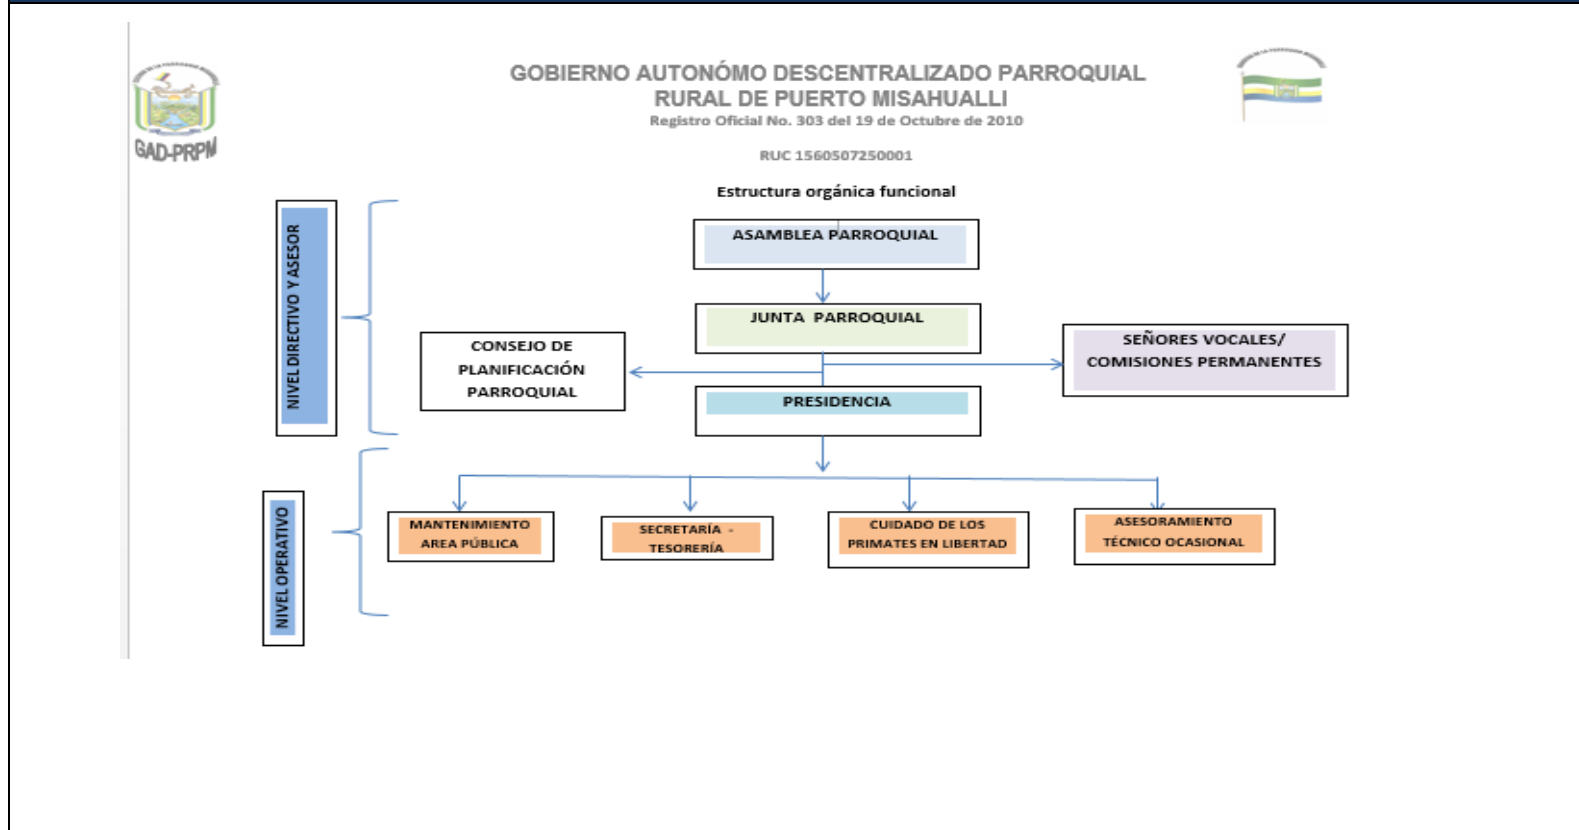 GOBIERNO AUTONÓMO DESCENTRALIZADO PARROQUIAL
RURAL DE PUERTO MISAHUALLI
Registro Oficial No. 303 del 19 de Octubre de 2010
GAD-PRPM
RUC 1560507250001
Estructura orgánica funcional
NIVEL DIRECTIVO Y ASESOR
ASAMBLEA PARROQUIAL
JUNTA PARROQUIAL
CONSEJO DE
PLANIFICACIÓN
PARROQUIAL
SEÑORES VOCALES/
COMISIONES PERMANENTES
PRESIDENCIA
NIVEL OPERATIVO
MANTENIMIENTO
AREA PÚBLICA
SECRETARÍA -
TESORERÍA
CUIDADO DE LOS
PRIMATES EN LIBERTAD
ASESORAMIENTO
TÉCNICO OCASIONAL